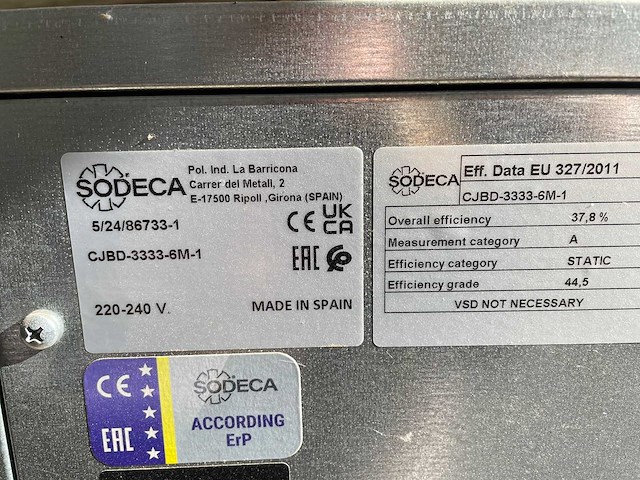 SODECA
Pol. Ind. La Barricona
Carrer del Metall, 2
E-17500 Ripoll ,Girona (SPAIN)
5/24/86733-1
CE UK CA
CJBD-3333-6M-1
EAC
220-240 V.
MADE IN SPAIN
SODECA
Eff. Data EU 327/2011
CJBD-3333-6M-1
Overall efficiency 37,8 %
Measurement category A
Efficiency category STATIC
Efficiency grade 44,5
VSD NOT NECESSARY
CE
EAC
SODECA
ACCORDING
ErP